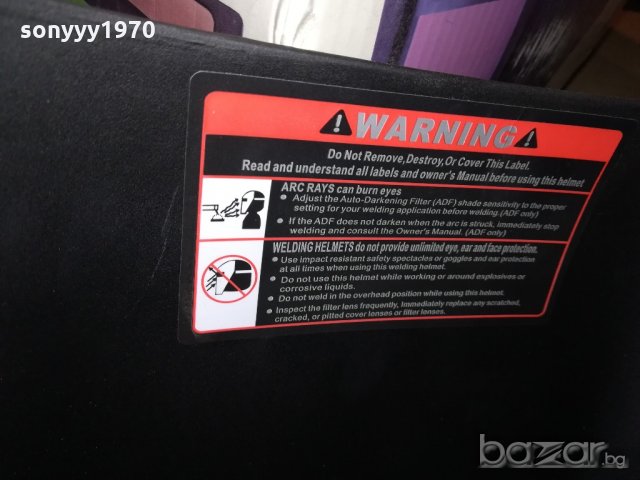 sonyyy1970
WARNING
Do Not Remove,Destroy,Or Cover This Label.
Read and understand all labels and owner's Manual before using this helmet
ARC RAYS can burn eyes
● Adjust the Auto-Darkening Filter (ADF) shade sensitivity to the proper
setting for your welding application before welding.(ADF only)
● If the ADF does not darken when the arc is struck, immediately stop
welding and consult the Owner's Manual. (ADF only)
WELDING HELMETS do not provide unlimited eye, ear and face protection.
● Use impact resistant safety spectacles or goggles and ear protection
at all times when using this welding helmet.
● Do not use this helmet while working or around explosives or
corrosive liquids.
● Do not weld in the overhead position while using this helmet.
● Inspect the filter lens frequently, Immediately replace any scratched,
cracked, or pitted cover lenses or filter lenses.
bazar.bg